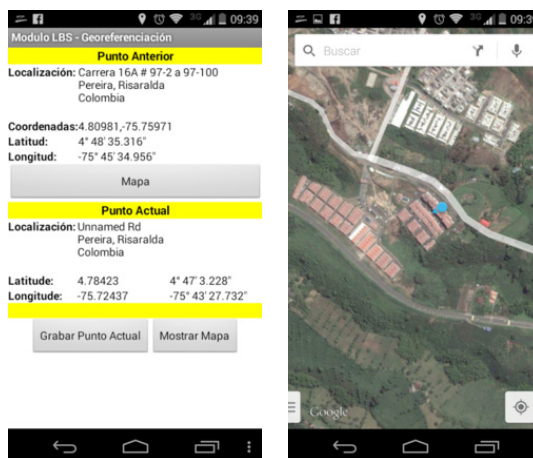 3G 09:39
Modulo LBS - Georeferenciación
Punto Anterior
Localización: Carrera 16A # 97-2 a 97-100
Pereira, Risaralda
Colombia
Coordenadas:4.80981,-75.75971
Latitud: 4° 48' 35.316"
Longitud: -75° 45' 34.956"
Mapa
Punto Actual
Localización: Unnamed Rd
Pereira, Risaralda
Colombia
Latitude: 4.78423 4° 47' 3.228"
Longitude: -75.72437 -75° 43' 27.732"
Grabar Punto Actual Mostrar Mapa
3G 09:39
Buscar
Google